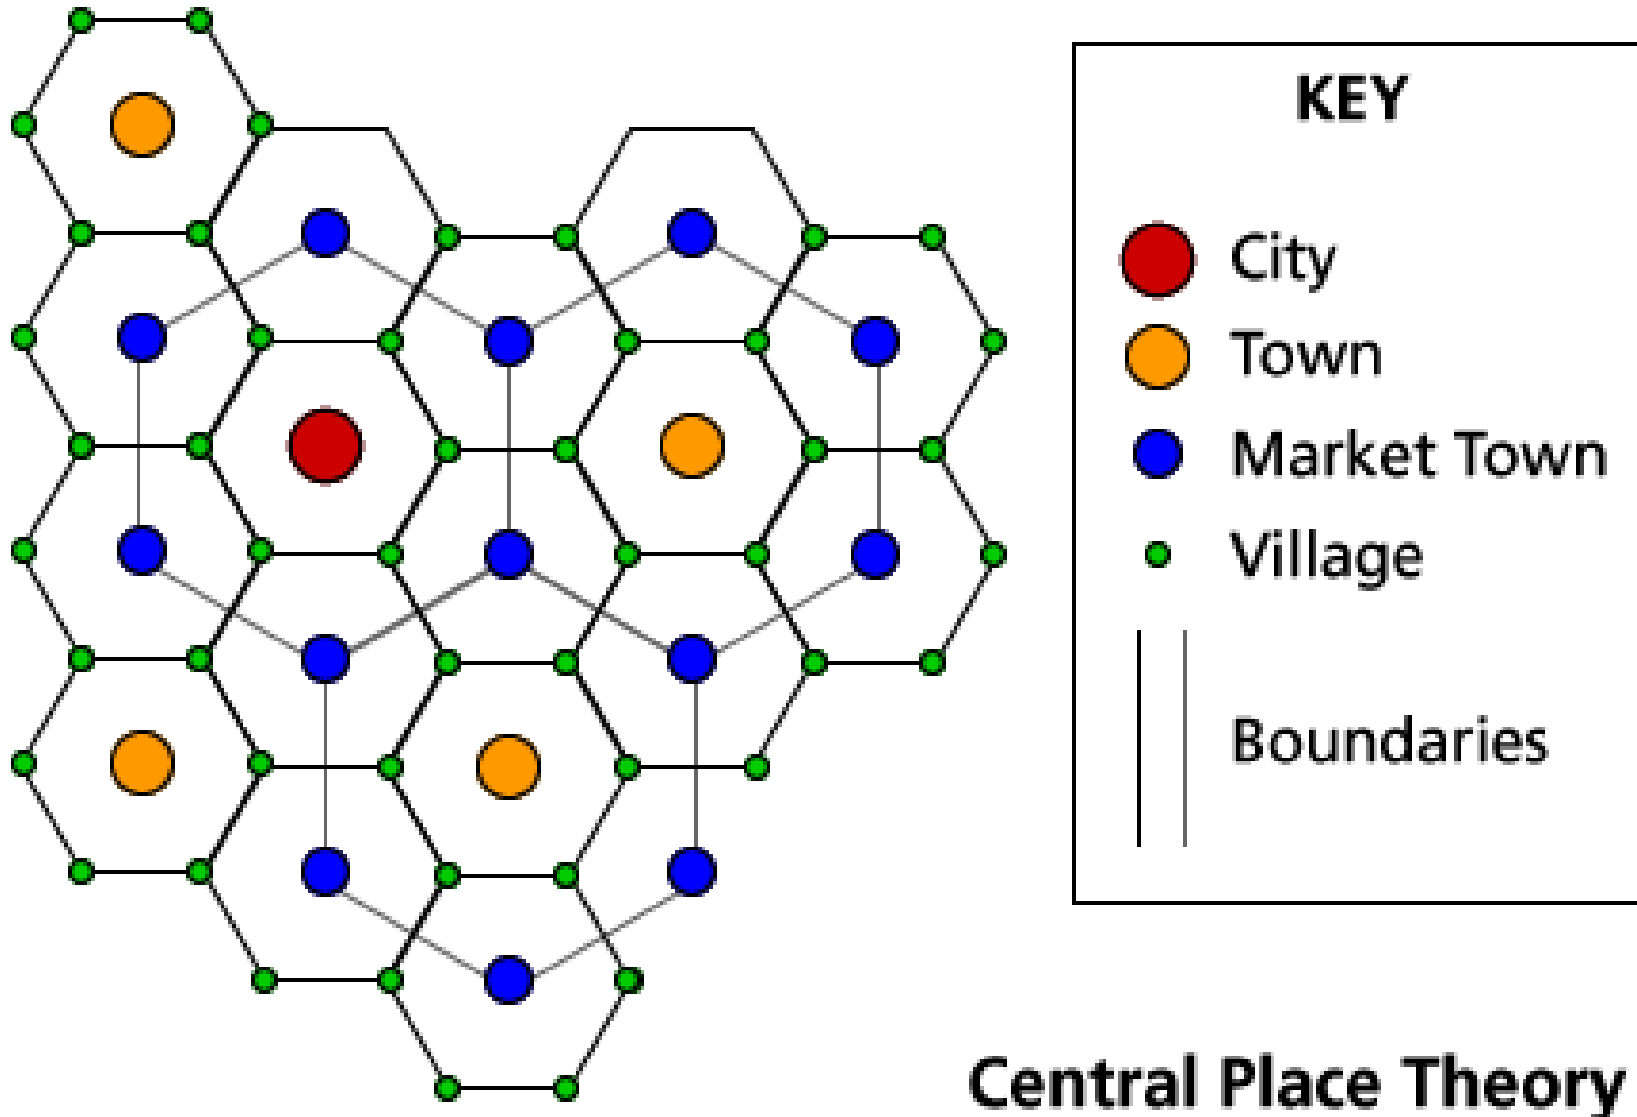 KEY
City
Town
Market Town
Village
Boundaries
Central Place Theory